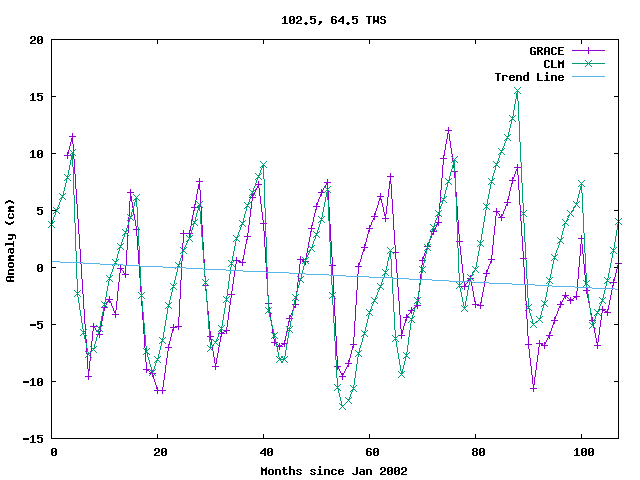 102.5, 64.5 TWS
GRACE
CLM
Trend Line
20
15
10
5
0
-5
-10
-15
Anomaly (cm)
0 20 40 60 80 100
Months since Jan 2002